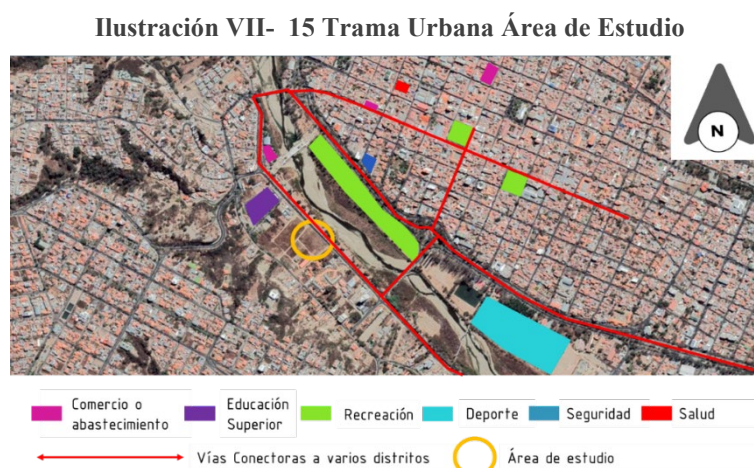 Ilustración VII- 15 Trama Urbana Área de Estudio
N
Comercio o
abastecimiento
Educación
Superior
Recreación
Deporte
Seguridad
Salud
Vías Conectoras a varios distritos
Área de estudio